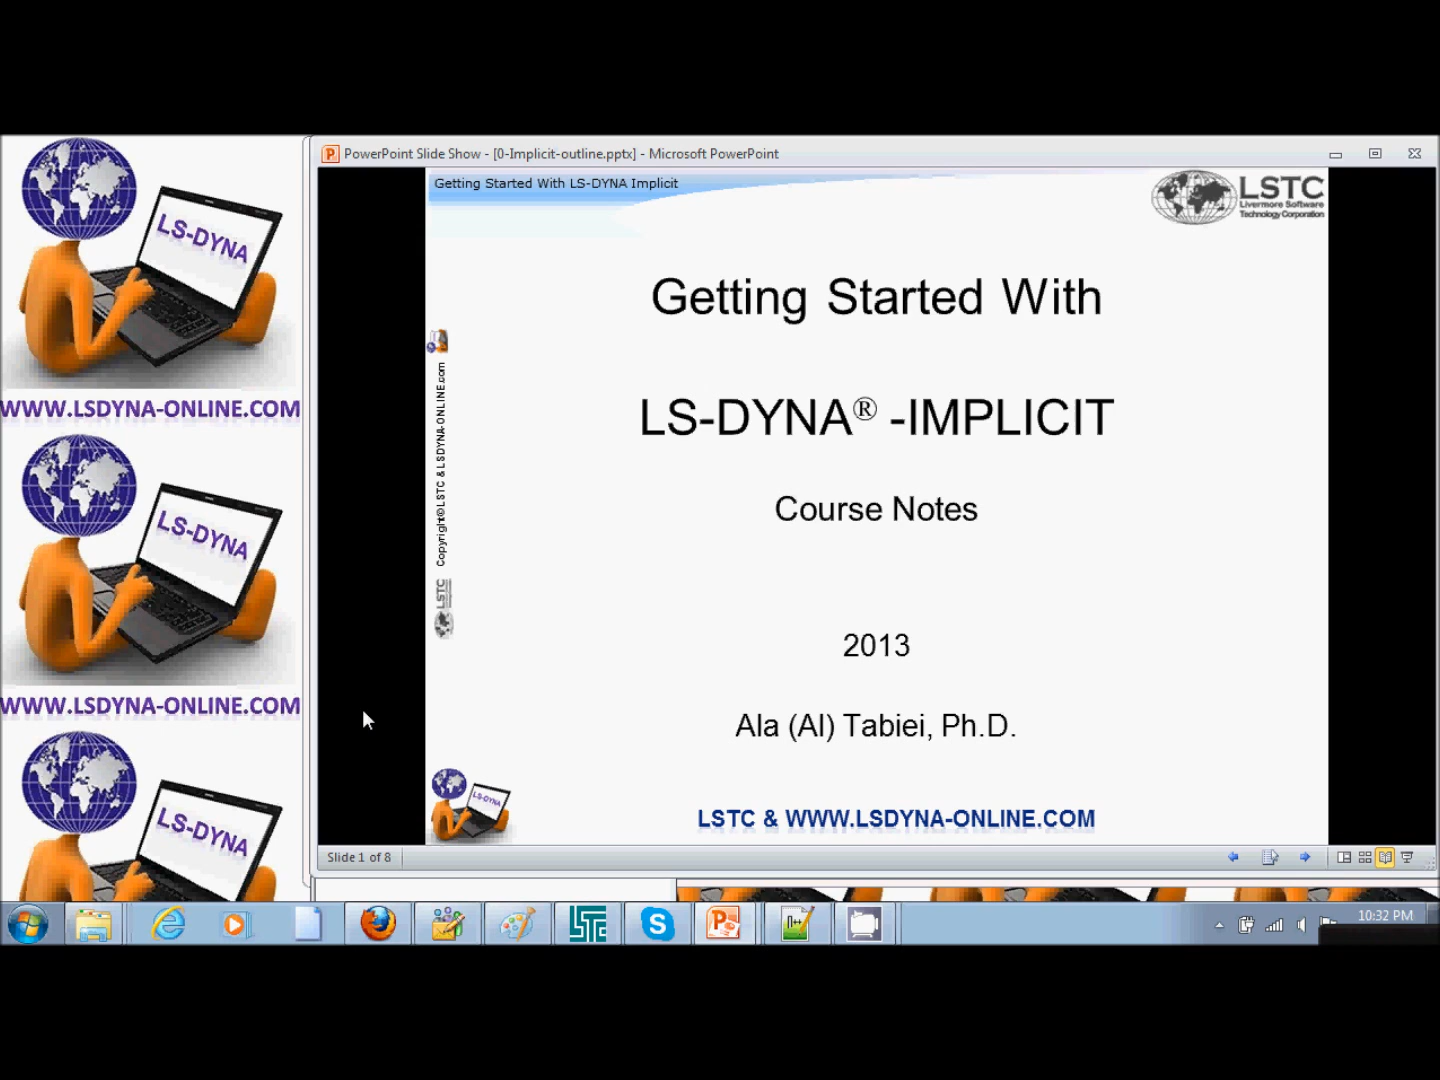 PowerPoint Slide Show - [0-Implicit-outline.pptx] - Microsoft PowerPoint
Getting Started With LS-DYNA Implicit
LSTC
Livermore Software
Technology Corporation
Getting Started With
LS-DYNA® -IMPLICIT
Course Notes
2013
Ala (Al) Tabiei, Ph.D.
LSTC & WWW.LSDYNA-ONLINE.COM
Copyright© LSTC & LSDYNA-ONLINE.com
LSTC
LS-DYNA
LS-DYNA
WWW.LSDYNA-ONLINE.COM
LS-DYNA
WWW.LSDYNA-ONLINE.COM
LS-DYNA
Slide 1 of 8
10:32 PM